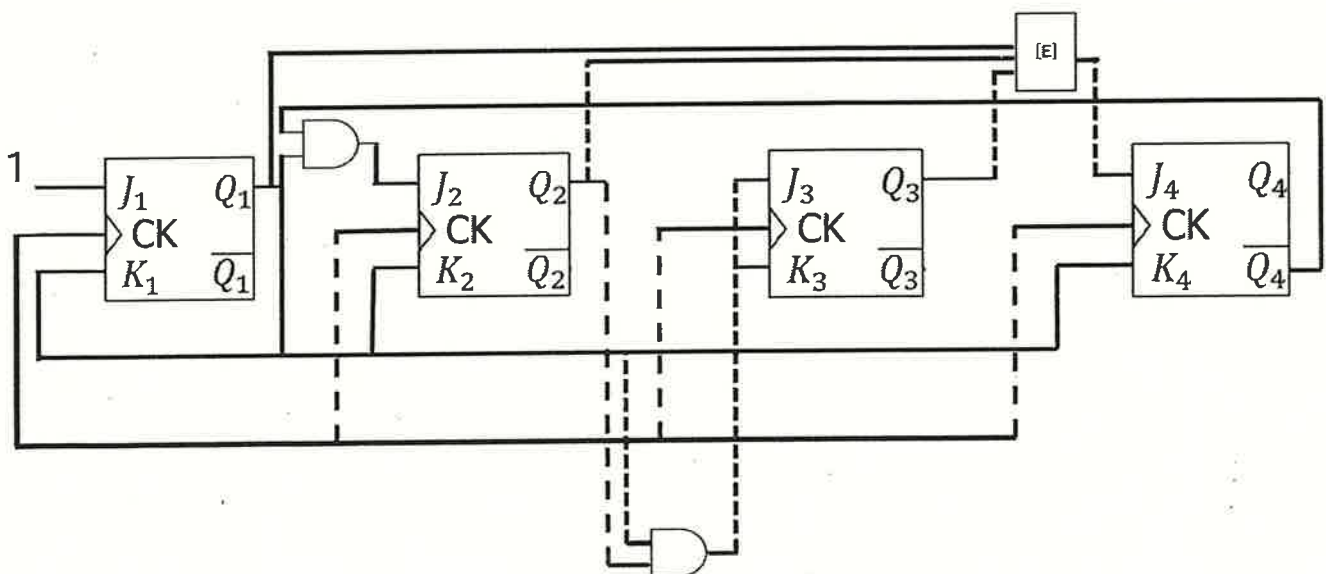 [E]
1
J₁ Q₁
CK
K₁ Q̅₁
J₂ Q₂
CK
K₂ Q̅₂
J₃ Q₃
CK
K₃ Q̅₃
J₄ Q₄
CK
K₄ Q̅₄